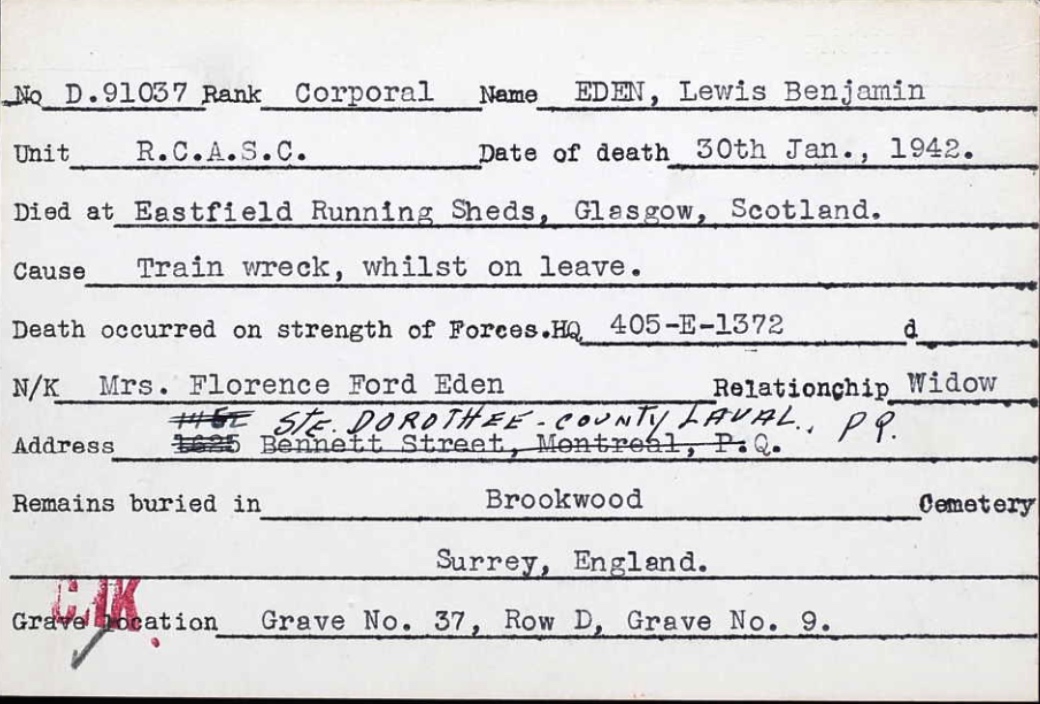 No D.91037 Rank Corporal Name EDEN, Lewis Benjamin
Unit R.C.A.S.C. Date of death 30th Jan., 1942.
Died at Eastfield Running Sheds, Glasgow, Scotland.
Cause Train wreck, whilst on leave.
Death occurred on strength of Forces.HQ 405-E-1372 d
N/K Mrs. Florence Ford Eden Relationship Widow
STE. DOROTHEE - COUNTY LAVAL., P.Q.
Address 1625 Bennett Street, Montreal, P.Q.
Remains buried in Brookwood Cemetery
Surrey, England.
Grave location Grave No. 37, Row D, Grave No. 9.